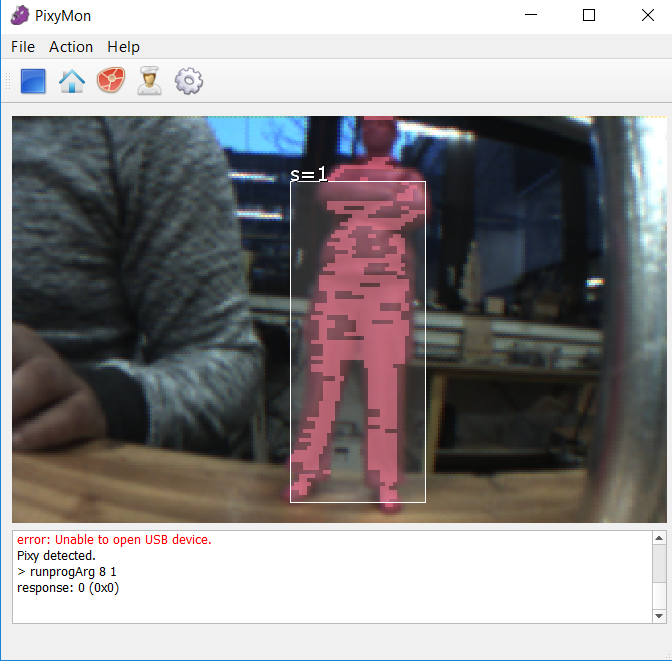 PixyMon
File Action Help
s=1
error: Unable to open USB device.
Pixy detected.
> runprogArg 8 1
response: 0 (0x0)